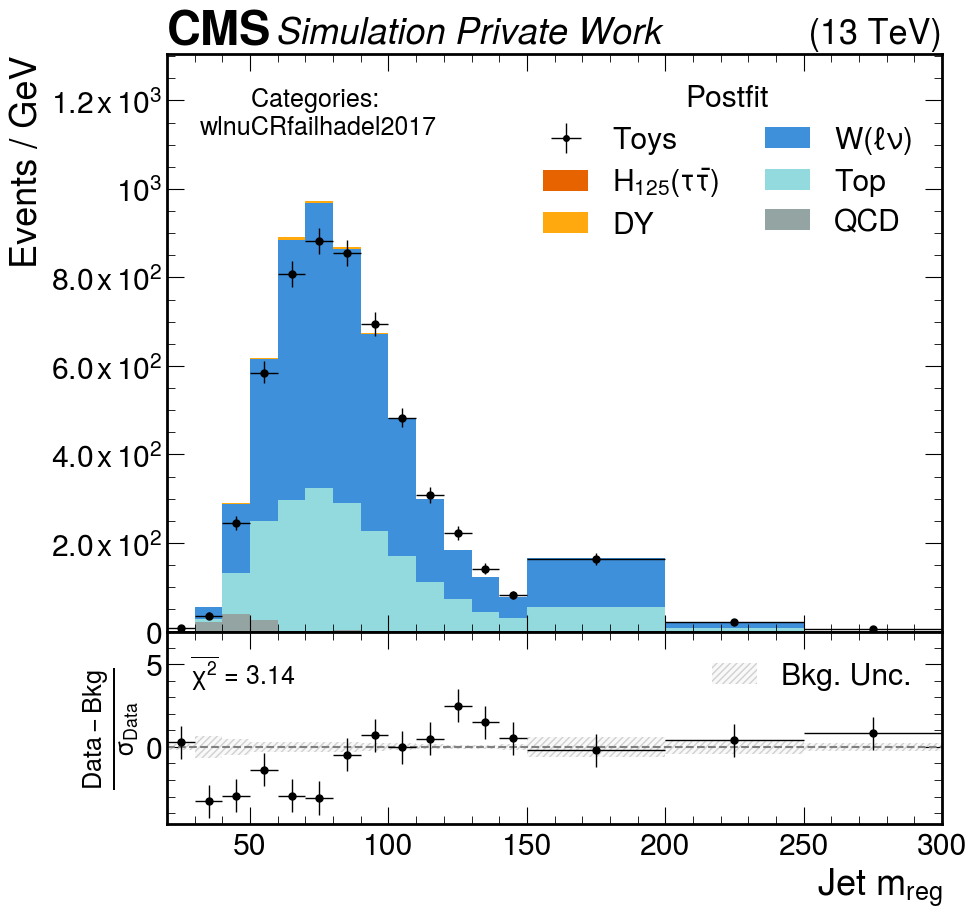 CMS Simulation Private Work (13 TeV)
Events / GeV
Categories:
wlnuCRfailhadel2017
Postfit
Toys
H₁₂₅(ττ̄)
DY
W(ℓν)
Top
QCD
1.2 x 10³
10³
8.0 x 10²
6.0 x 10²
4.0 x 10²
2.0 x 10²
0
χ² = 3.14
Bkg. Unc.
Data – Bkg
σData
5
0
50 100 150 200 250 300
Jet mreg